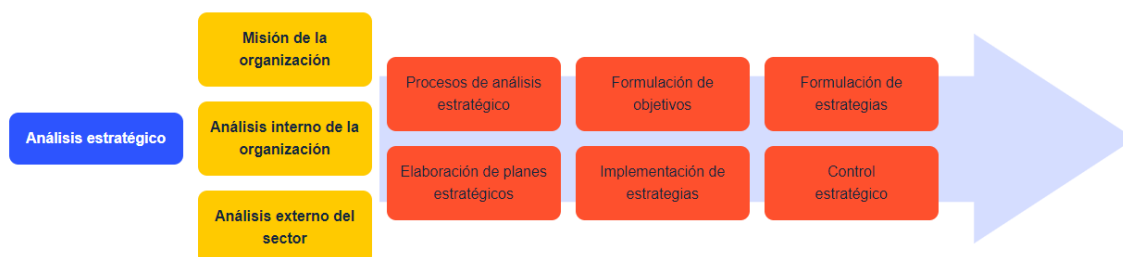 Análisis estratégico
Misión de la
organización
Análisis interno de la
organización
Análisis externo del
sector
Procesos de análisis
estratégico
Formulación de
objetivos
Formulación de
estrategias
Elaboración de planes
estratégicos
Implementación de
estrategias
Control
estratégico